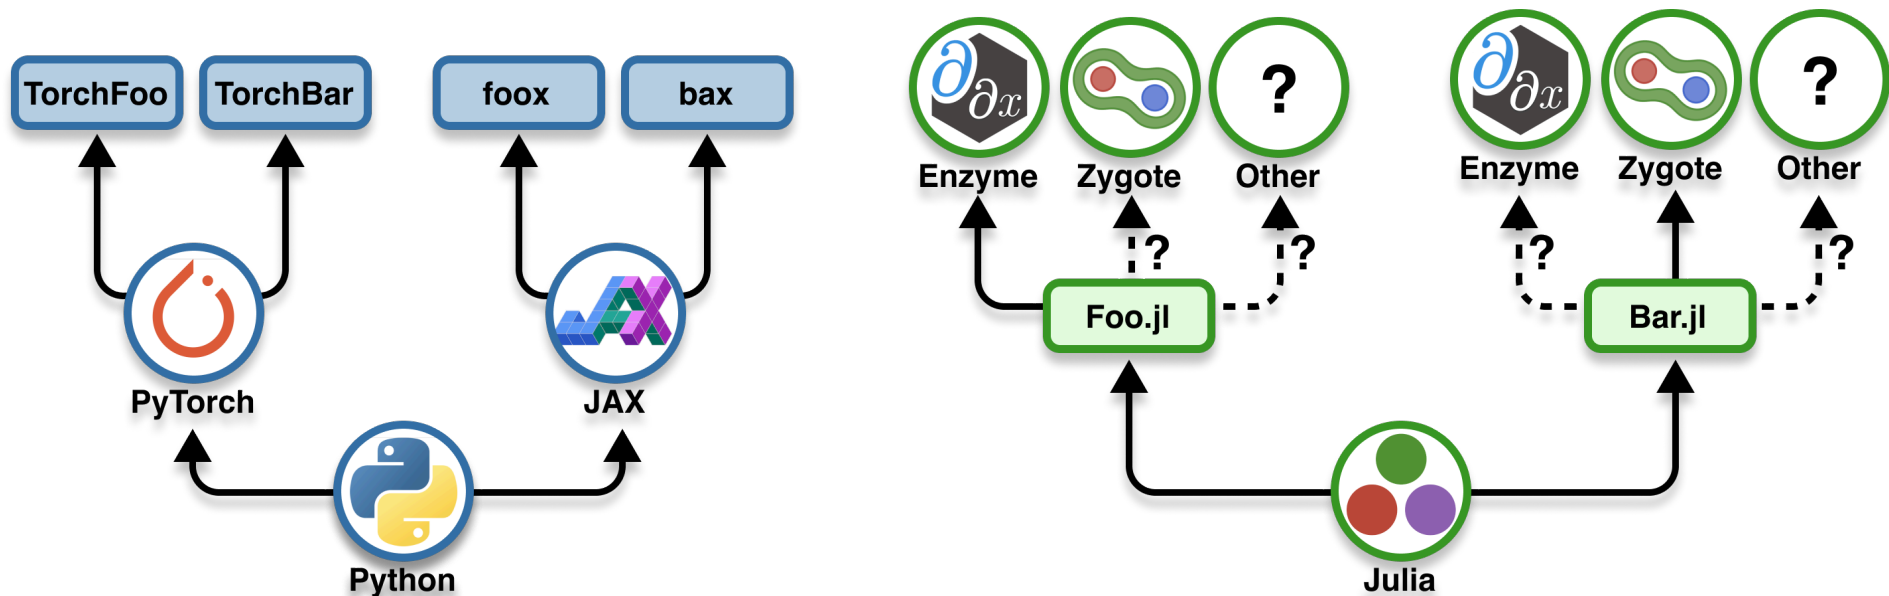 TorchFoo
TorchBar
foox
bax
PyTorch
JAX
Python
∂
∂x
Enzyme
Zygote
?
Other
?
?
Foo.jl
∂
∂x
Enzyme
Zygote
?
Other
?
?
Bar.jl
Julia